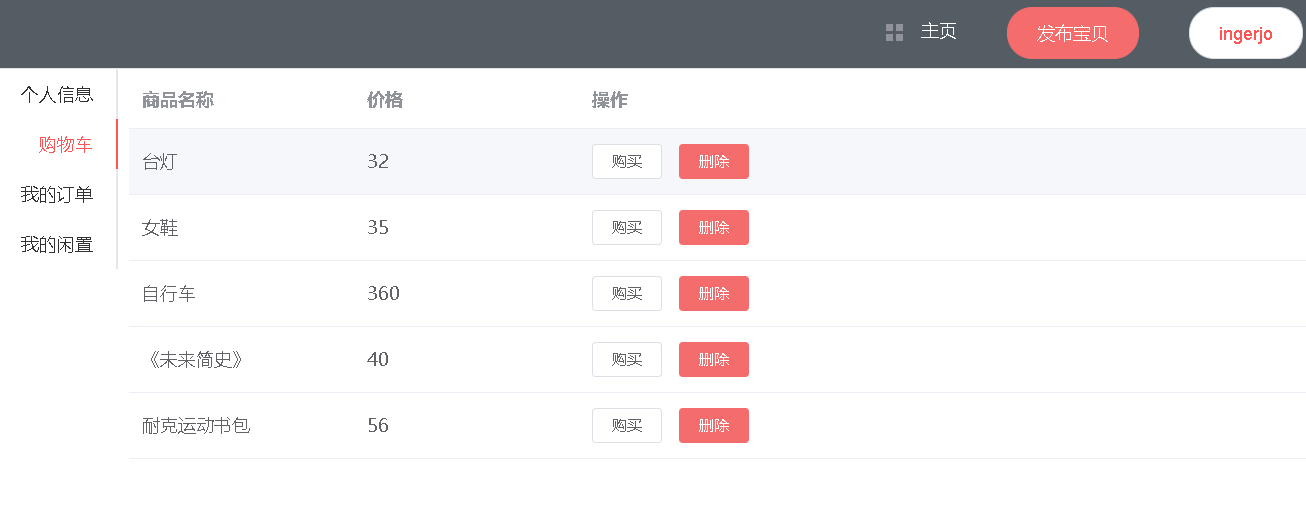 主页 发布宝贝 ingerjo
个人信息
购物车
我的订单
我的闲置
商品名称 价格 操作
台灯 32 购买 删除
女鞋 35 购买 删除
自行车 360 购买 删除
《未来简史》 40 购买 删除
耐克运动书包 56 购买 删除